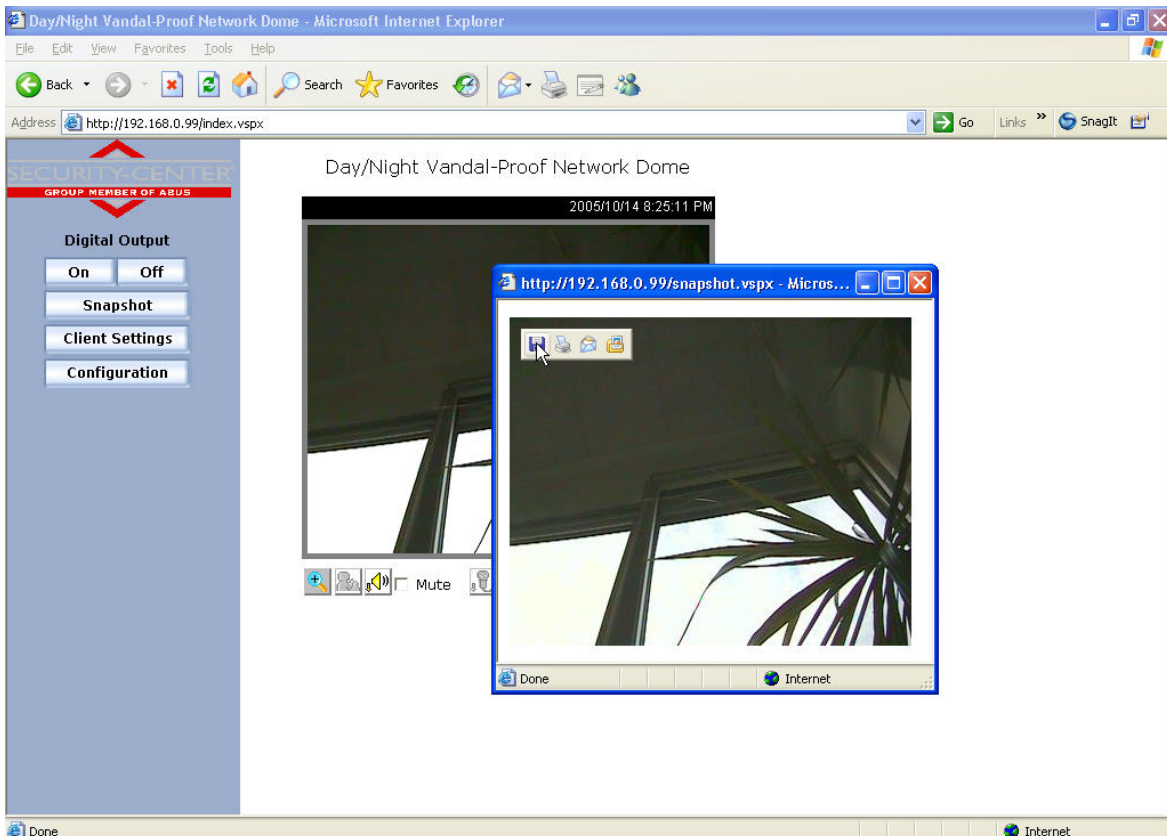 Day/Night Vandal-Proof Network Dome - Microsoft Internet Explorer
File Edit View Favorites Tools Help
Back Search Favorites
Address http://192.168.0.99/index.vspx Go Links » SnagIt
SECURITY-CENTER®
GROUP MEMBER OF ABUS
Digital Output
On Off
Snapshot
Client Settings
Configuration
Day/Night Vandal-Proof Network Dome
2005/10/14 8:25:11 PM
Mute
http://192.168.0.99/snapshot.vspx - Micros...
Done Internet
Done Internet